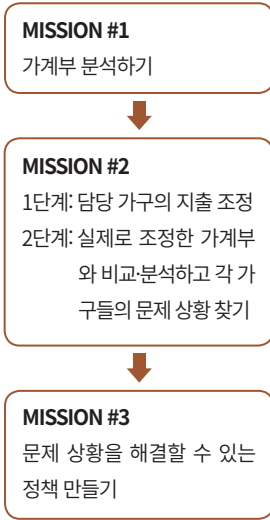 MISSION #1
가계부 분석하기
MISSION #2
1단계: 담당 가구의 지출 조정
2단계: 실제로 조정한 가계부
와 비교·분석하고 각 가
구들의 문제 상황 찾기
MISSION #3
문제 상황을 해결할 수 있는
정책 만들기